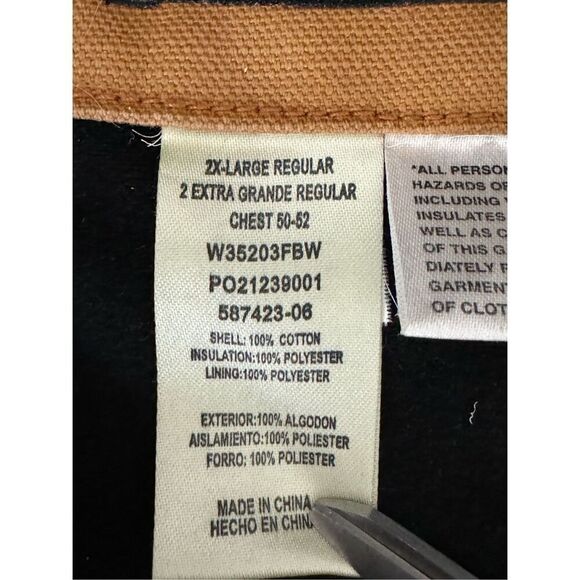 2X-LARGE REGULAR
2 EXTRA GRANDE REGULAR
CHEST 50-52
W35203FBW
PO21239001
587423-06
SHELL: 100% COTTON
INSULATION:100% POLYESTER
LINING:100% POLYESTER
EXTERIOR:100% ALGODON
AISLAMIENTO:100% POLIESTER
FORRO: 100% POLIESTER
MADE IN CHINA
HECHO EN CHINA
*ALL PERSON
HAZARDS OF
INCLUDING
INSULATES
WELL AS
OF THIS
DIATELY
GARMENT
OF CLOT